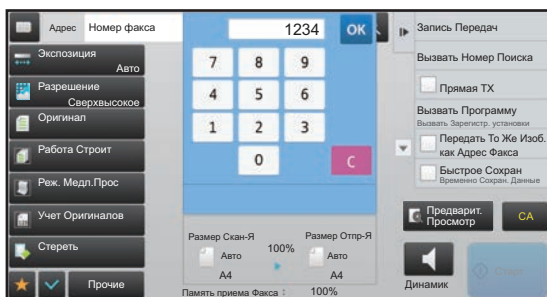 Адрес
Номер факса
1234
OK
Экспозиция
Авто
Разрешение
Сверхвысокое
Оригинал
Работа Строит
Реж. Медл.Прос
Учет Оригиналов
Стереть
Прочие
7 8 9
4 5 6
1 2 3
0 C
Размер Скан-Я
Размер Отпр-Я
100%
Авто
Авто
A4
A4
Память приема Факса : 100%
Запись Передач
Вызвать Номер Поиска
Прямая TX
Вызвать Программу
Вызвать Зарегистр. установки
Передать То Же Изоб.
как Адрес Факса
Быстрое Сохран
Временно Сохран. Данные
Предварит.
Просмотр
CA
Динамик
Старт